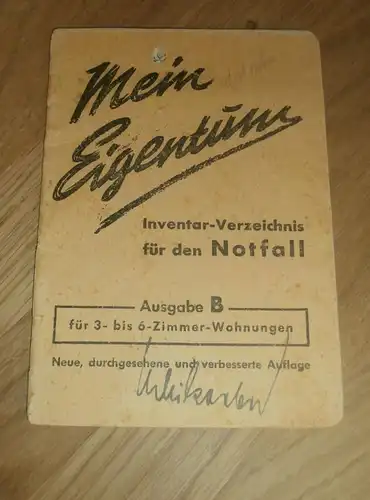 Mein
Eigentum
Inventar-Verzeichnis
für den Notfall
Ausgabe B
für 3- bis 6-Zimmer-Wohnungen
Neue, durchgesehene und verbesserte Auflage